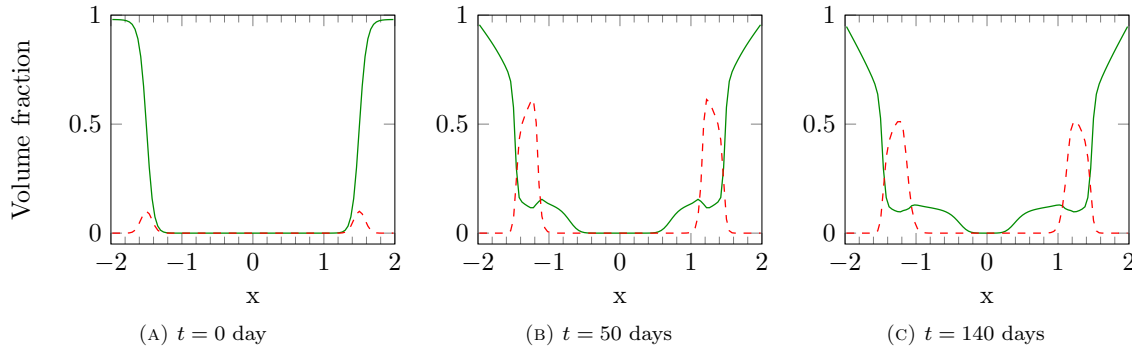 Volume fraction
1
0.5
0
−2 −1 0 1 2
x
(A) t = 0 day
1
0.5
0
−2 −1 0 1 2
x
(B) t = 50 days
1
0.5
0
−2 −1 0 1 2
x
(C) t = 140 days